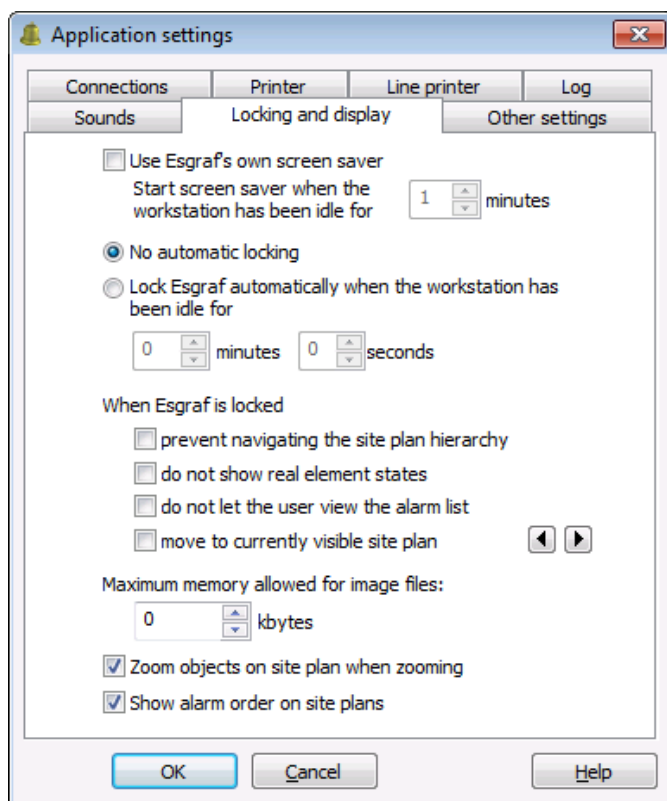 Application settings
Connections
Printer
Line printer
Log
Sounds
Locking and display
Other settings
Use Esgraf's own screen saver
Start screen saver when the
workstation has been idle for
1
minutes
No automatic locking
Lock Esgraf automatically when the workstation has
been idle for
0
minutes
0
seconds
When Esgraf is locked
prevent navigating the site plan hierarchy
do not show real element states
do not let the user view the alarm list
move to currently visible site plan
Maximum memory allowed for image files:
0
kbytes
Zoom objects on site plan when zooming
Show alarm order on site plans
OK
Cancel
Help